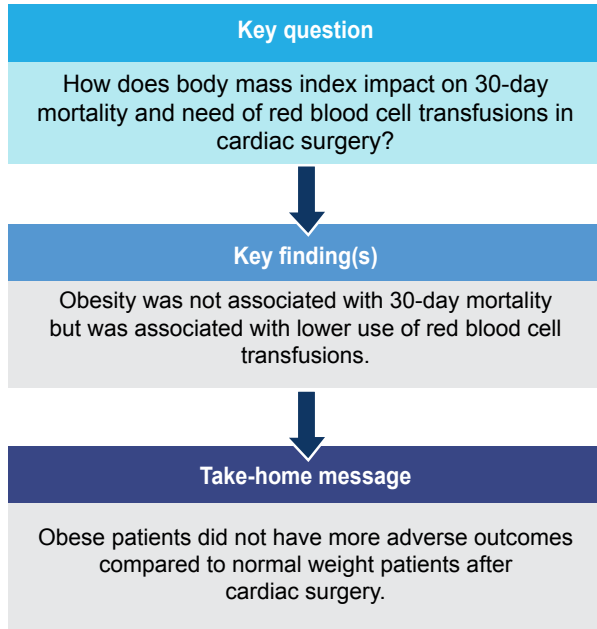 Key question
How does body mass index impact on 30-day
mortality and need of red blood cell transfusions in
cardiac surgery?
Key finding(s)
Obesity was not associated with 30-day mortality
but was associated with lower use of red blood cell
transfusions.
Take-home message
Obese patients did not have more adverse outcomes
compared to normal weight patients after
cardiac surgery.